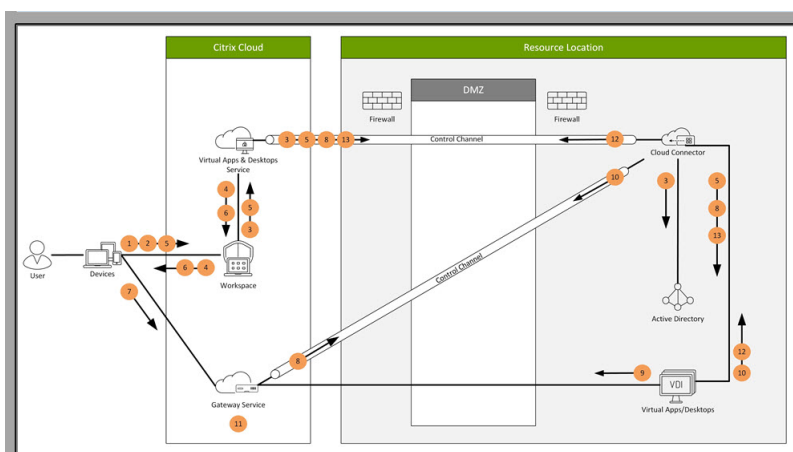 Citrix Cloud
Resource Location
DMZ
Firewall
Firewall
3 5 8 13
Control Channel
12
Virtual Apps & Desktops
Service
Cloud Connector
4
6
5
3
10
3
5
8
13
1 2 5
User
Devices
6 4
Workspace
Control Channel
7
Active Directory
8
12
10
9
VDI
Gateway Service
Virtual Apps/Desktops
11